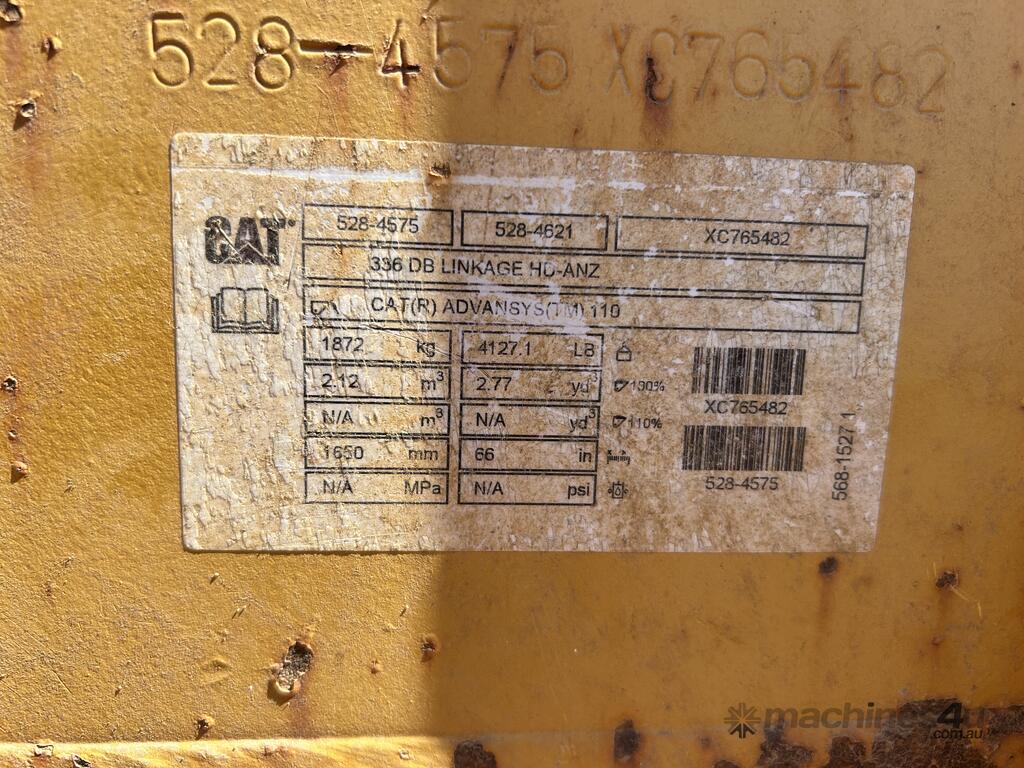 528-4575 XC765482
CAT
528-4575 528-4621 XC765482
336 DB LINKAGE HD-ANZ
CAT(R) ADVANSYS(TM) 110
1872 kg 4127.1 LB
2.12 m³ 2.77 yd³ 100%
N/A m³ N/A yd³ 110%
1650 mm 66 in
N/A MPa N/A psi
XC765482
528-4575
568-1527 1
machines4u
.com.au